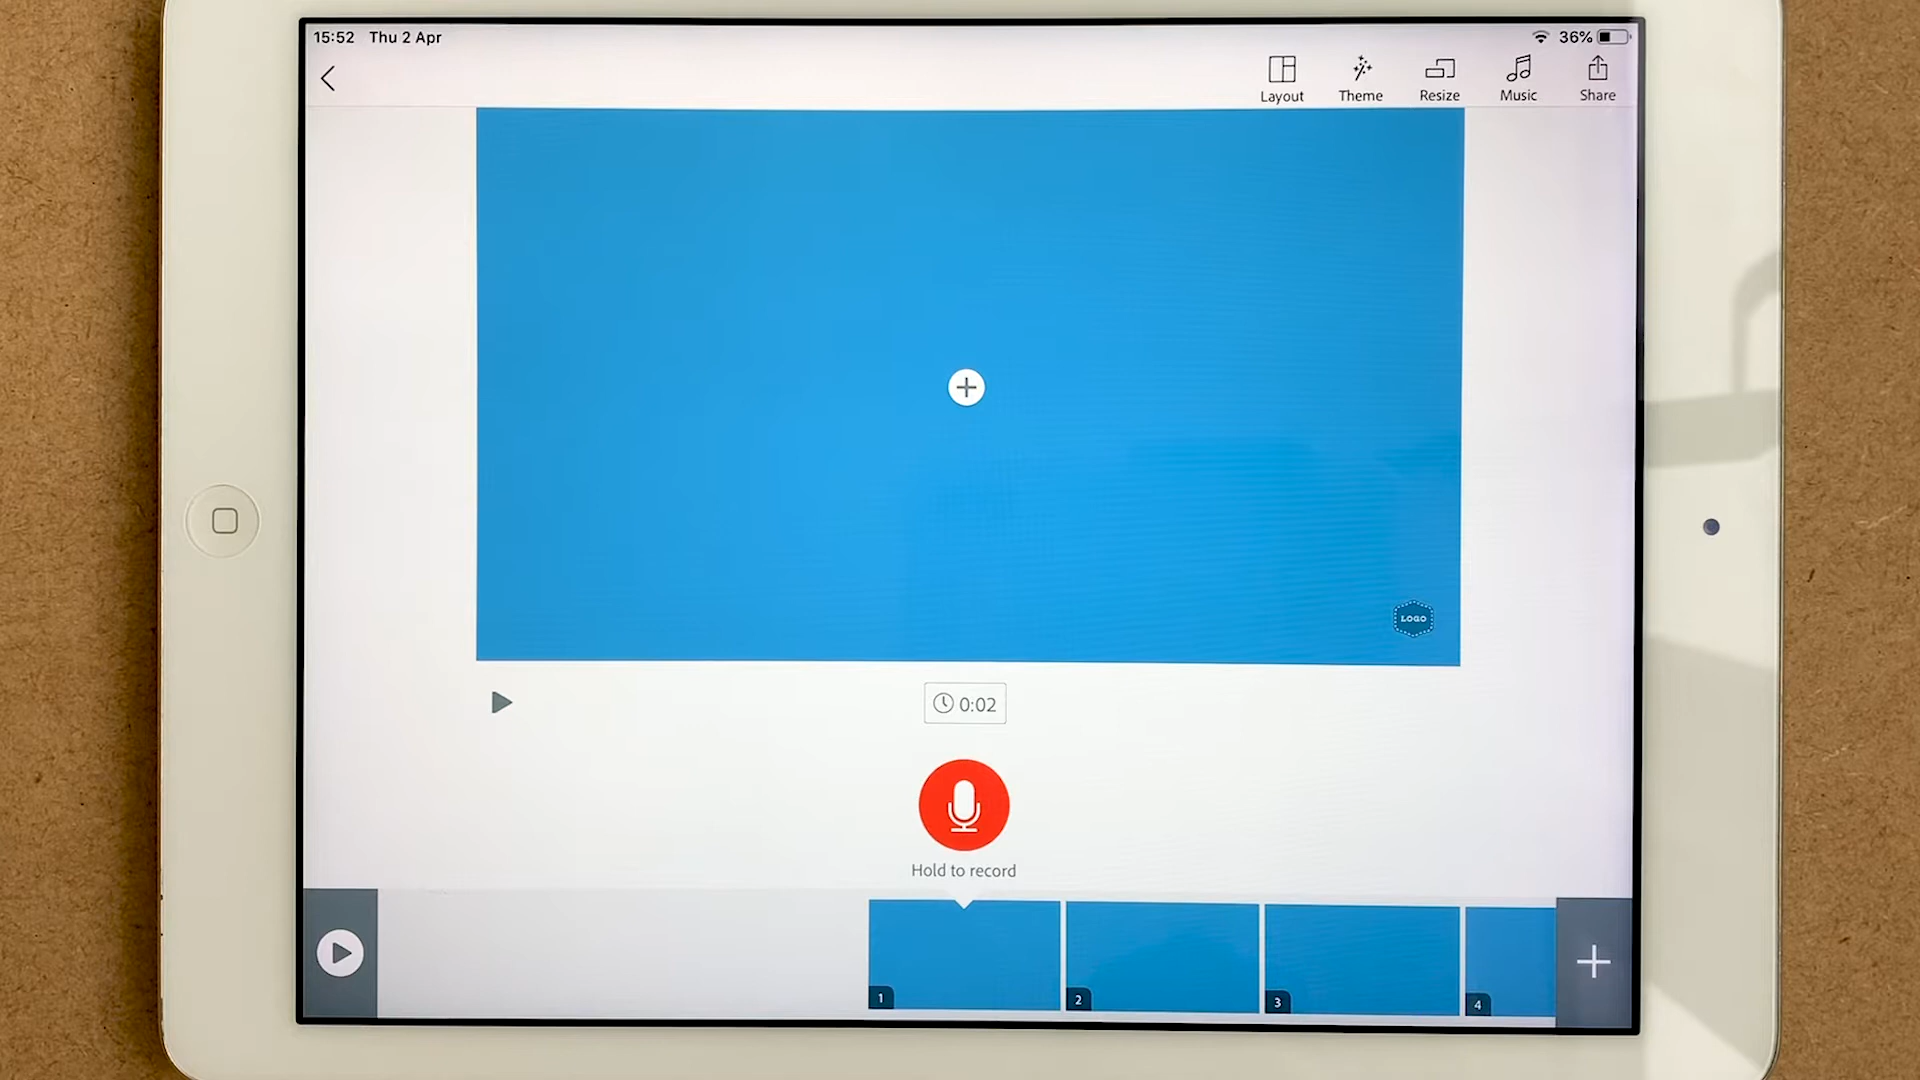 15:52 Thu 2 Apr 36%
Layout Theme Resize Music Share
LOGO
0:02
Hold to record
1 2 3 4